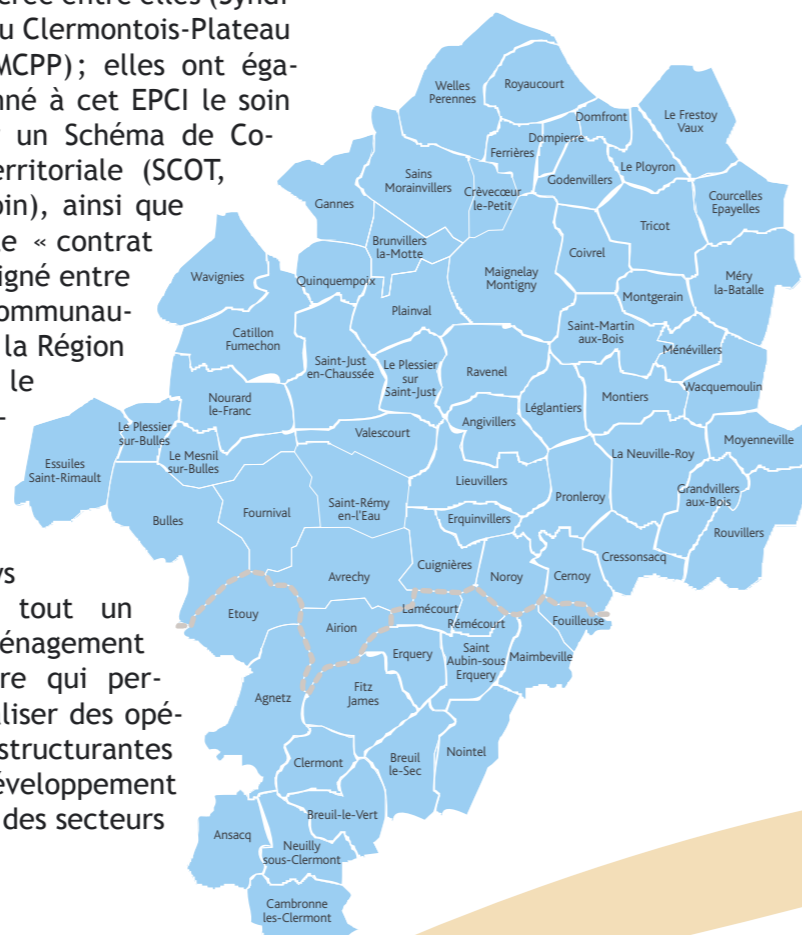 créée entre elles (Syndi
u Clermontois-Plateau
MCPP) ; elles ont éga-
nné à cet EPCI le soin
un Schéma de Co-
erritoriale (SCOT,
oin), ainsi que
e « contrat
igné entre
ommunau-
la Région
le
-
tout un
énagement
re qui per-
aliser des opé-
structurantes
éveloppement
des secteurs
Welles
Perennes
Royaucourt
Domfront
Le Frestoy
Vaux
Dompierre
Ferrières
Le Ployron
Godenvillers
Sains
Morainvillers
Crèvecœur
le-Petit
Gannes
Courcelles
Epayelles
Tricot
Brunvillers
la-Motte
Coivrel
Wavignies
Quinquempoix
Maignelay
Montigny
Méry
la-Batalle
Montgerain
Plainval
Catillon
Fumechon
Saint-Martin
aux-Bois
Ménévillers
Saint-Just
en-Chaussée
Le Plessier
sur
Saint-Just
Ravenel
Wacquemoulin
Montiers
Nourard
le-Franc
Léglantiers
Angivillers
Le Plessier
sur-Bulles
Valescourt
Moyenneville
La Neuville-Roy
Le Mesnil
sur-Bulles
Essuiles
Saint-Rimault
Lieuvillers
Grandvillers
aux-Bois
Pronleroy
Saint-Rémy
en-l'Eau
Fournival
Bulles
Erquinvillers
Rouvillers
Cressonsacq
Cuignières
Avrechy
Noroy
Cernoy
Lamécourt
Etouy
Rémécourt
Fouilleuse
Airion
Erquery
Saint
Aubin-sous
Erquery
Maimbeville
Agnetz
Fitz
James
Nointel
Clermont
Breuil
le-Sec
Breuil-le-Vert
Ansacq
Neuilly
sous-Clermont
Cambronne
les-Clermont